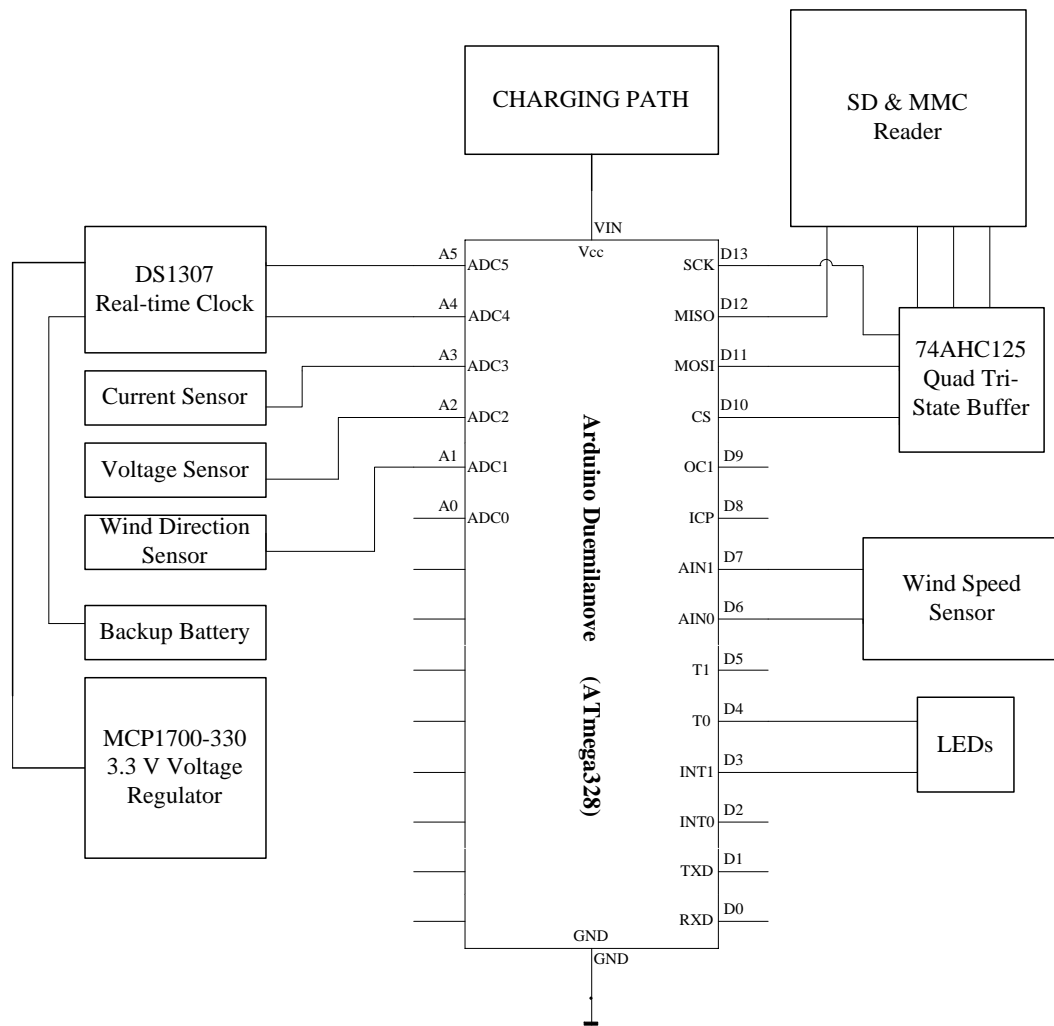 CHARGING PATH
SD & MMC
Reader
VIN
Vcc
DS1307
Real-time Clock
Current Sensor
Voltage Sensor
Wind Direction
Sensor
Backup Battery
MCP1700-330
3.3 V Voltage
Regulator
A5
ADC5
A4
ADC4
A3
ADC3
A2
ADC2
A1
ADC1
A0
ADC0
Arduino Duemilanove (ATmega328)
SCK
D13
MISO
D12
MOSI
D11
CS
D10
OC1
D9
ICP
D8
AIN1
D7
AIN0
D6
T1
D5
T0
D4
INT1
D3
INT0
D2
TXD
D1
RXD
D0
74AHC125
Quad Tri-
State Buffer
Wind Speed
Sensor
LEDs
GND
GND